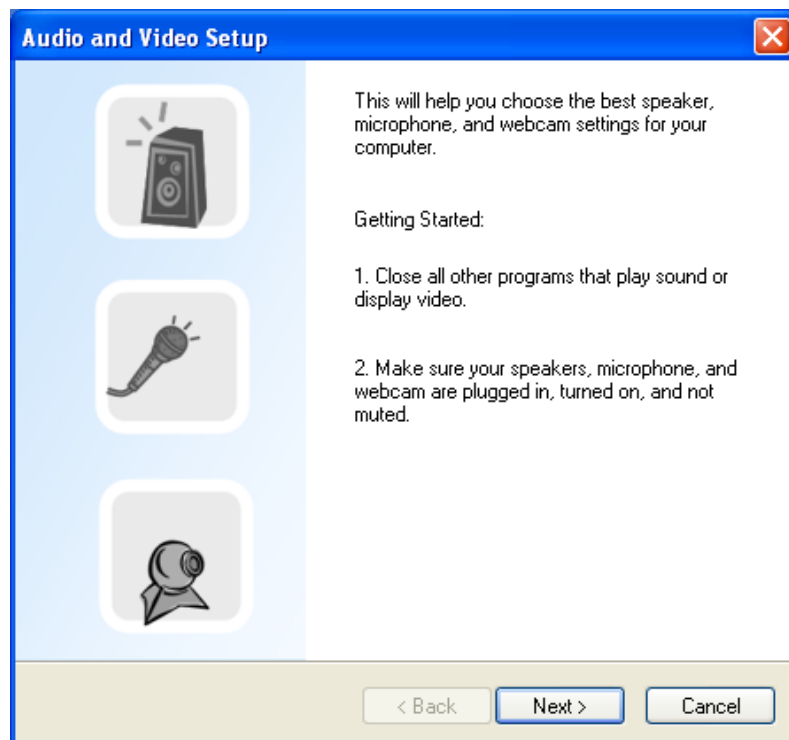 Audio and Video Setup
This will help you choose the best speaker,
microphone, and webcam settings for your
computer.
Getting Started:
1. Close all other programs that play sound or
display video.
2. Make sure your speakers, microphone, and
webcam are plugged in, turned on, and not
muted.
< Back
Next >
Cancel